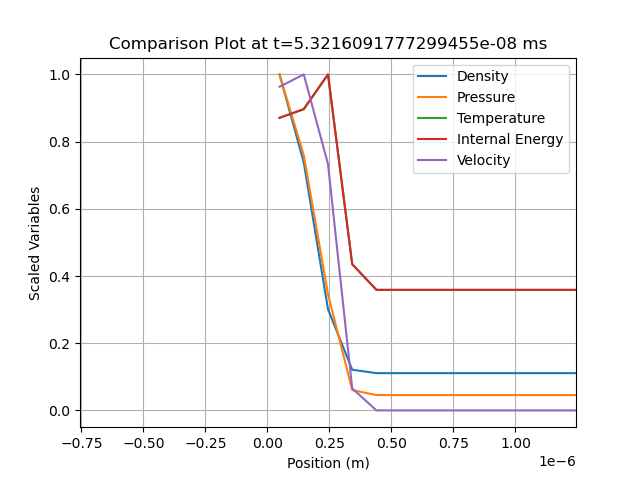 Comparison Plot at t=5.3216091777299455e-08 ms
Density
Pressure
Temperature
Internal Energy
Velocity
1.0
0.8
0.6
0.4
0.2
0.0
Scaled Variables
−0.75 −0.50 −0.25 0.00 0.25 0.50 0.75 1.00
1e−6
Position (m)